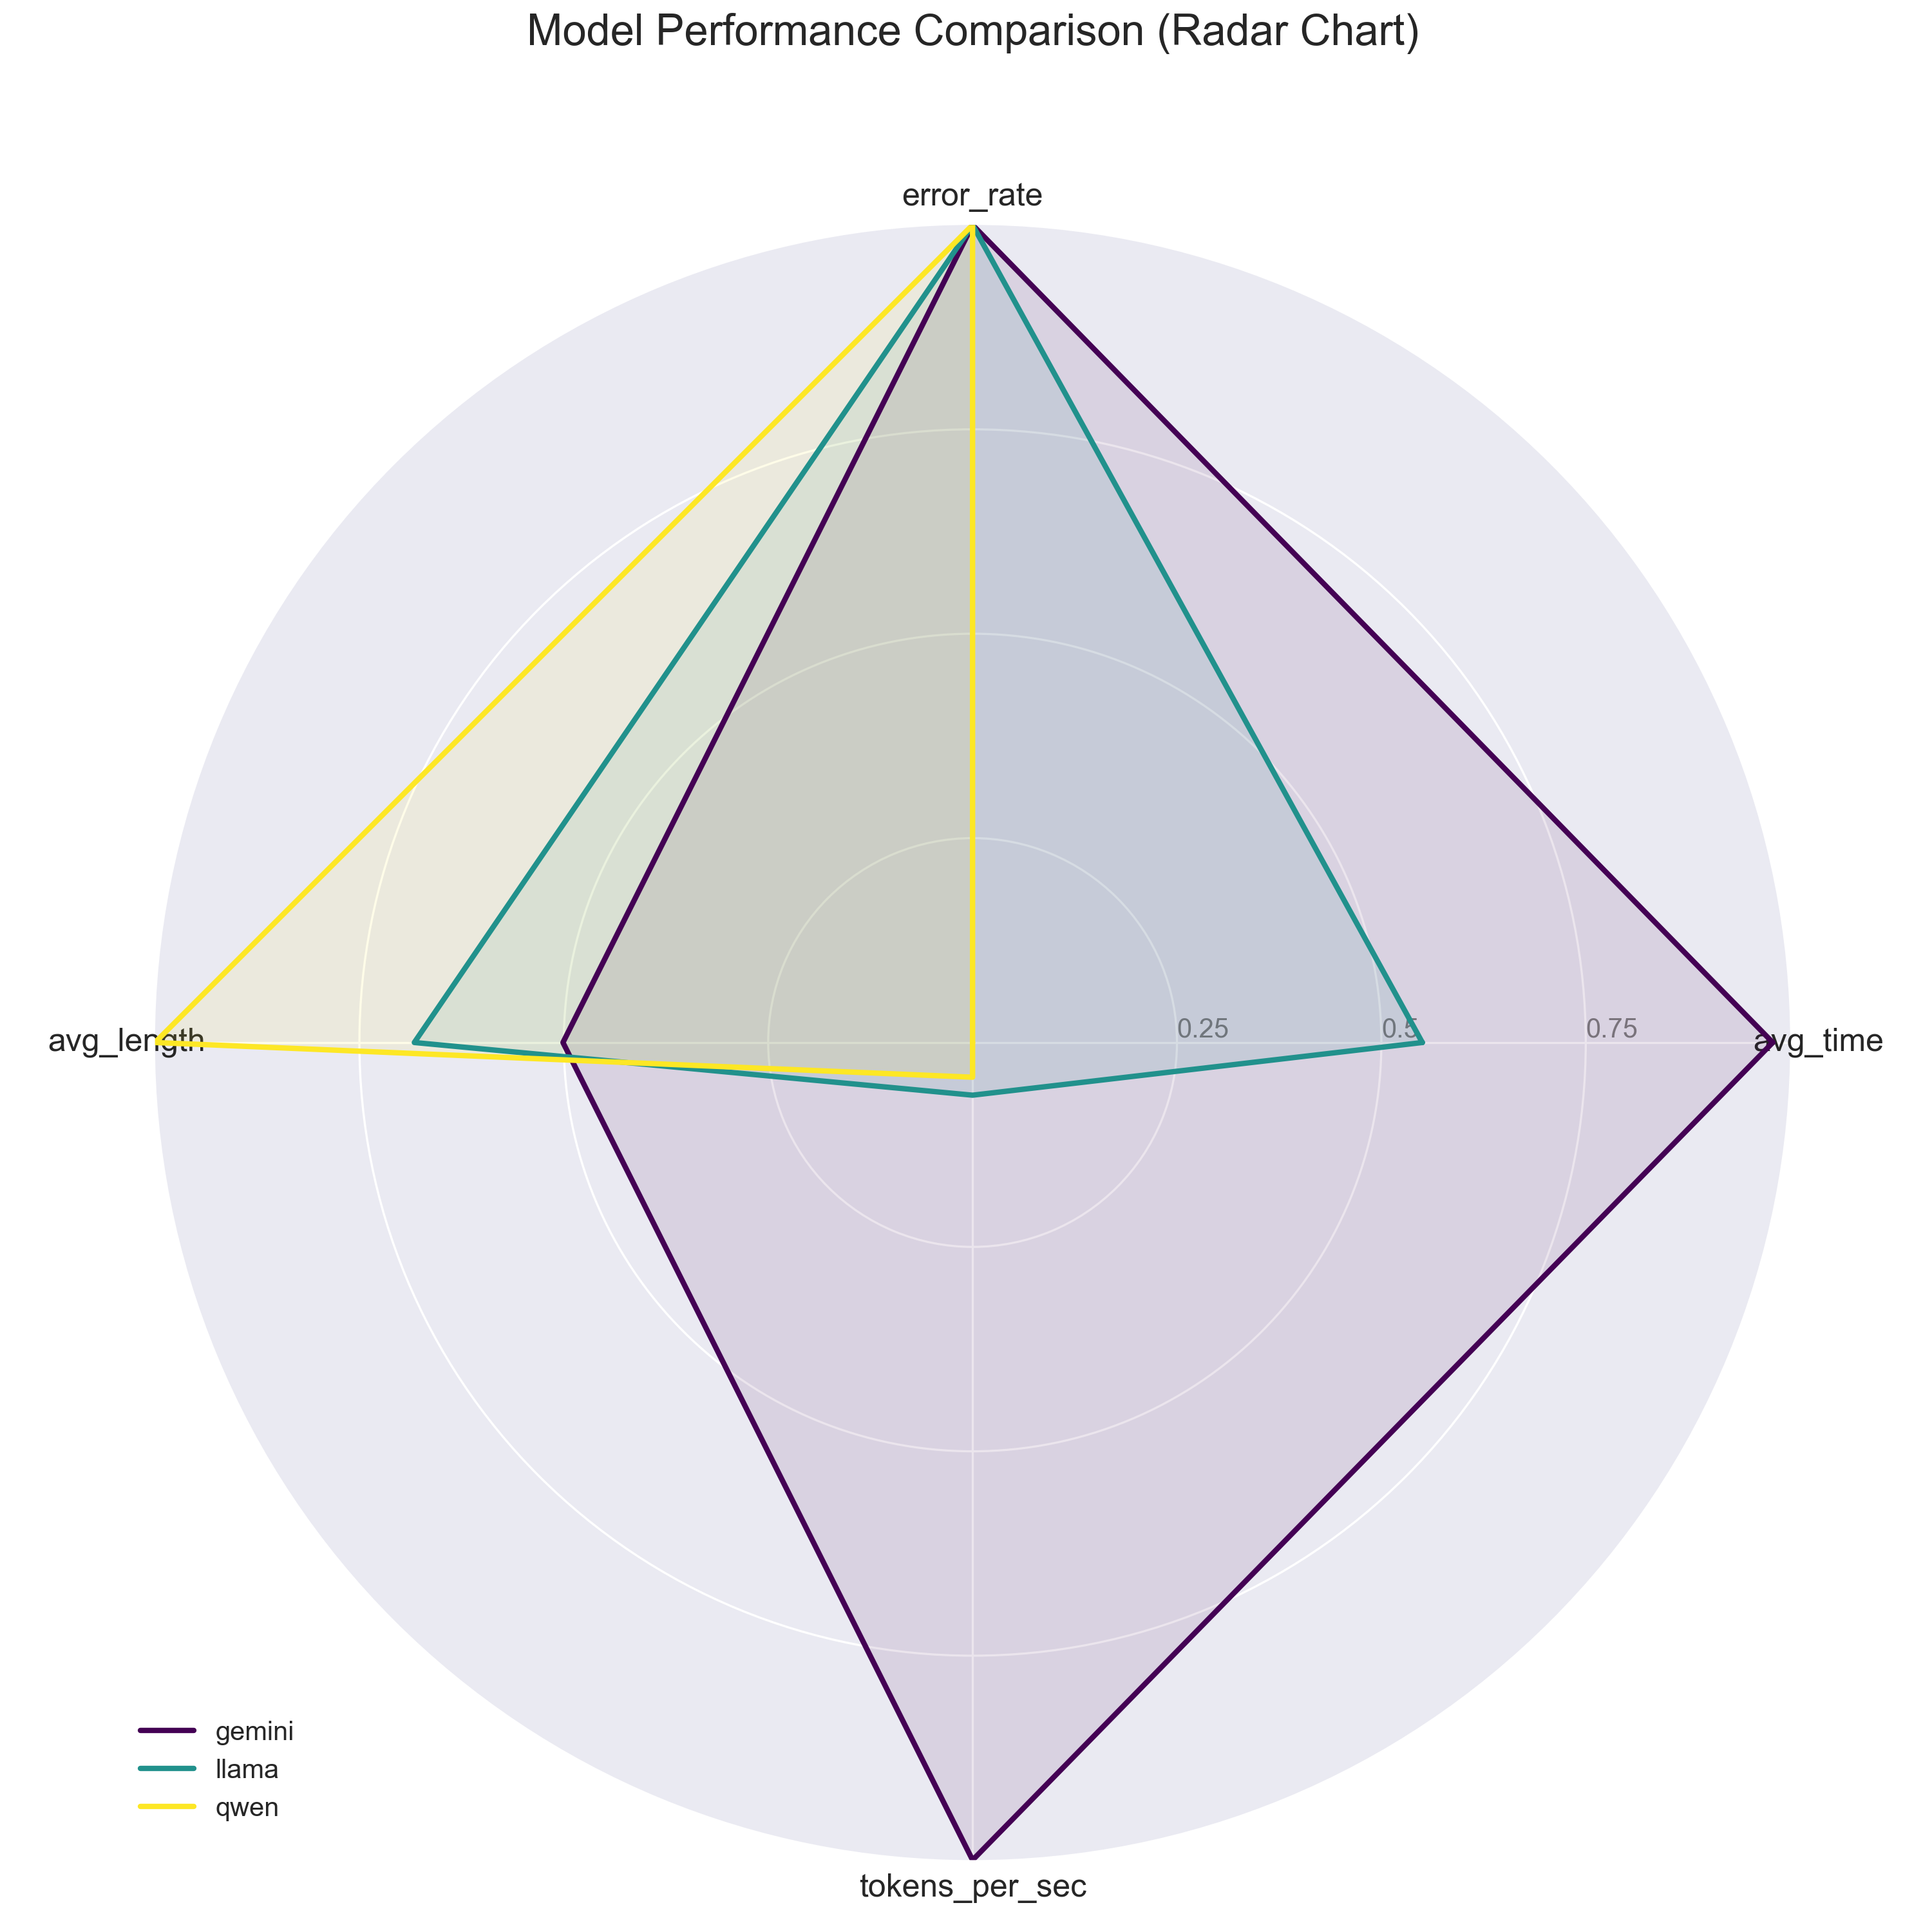 Model Performance Comparison (Radar Chart)
error_rate
avg_length
0.25
0.5
0.75
avg_time
gemini
llama
qwen
tokens_per_sec